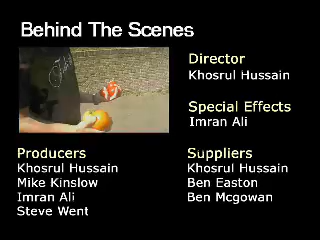 Behind The Scenes
Director
Khosrul Hussain
Special Effects
Imran Ali
Producers
Khosrul Hussain
Mike Kinslow
Imran Ali
Steve Went
Suppliers
Khosrul Hussain
Ben Easton
Ben Mcgowan